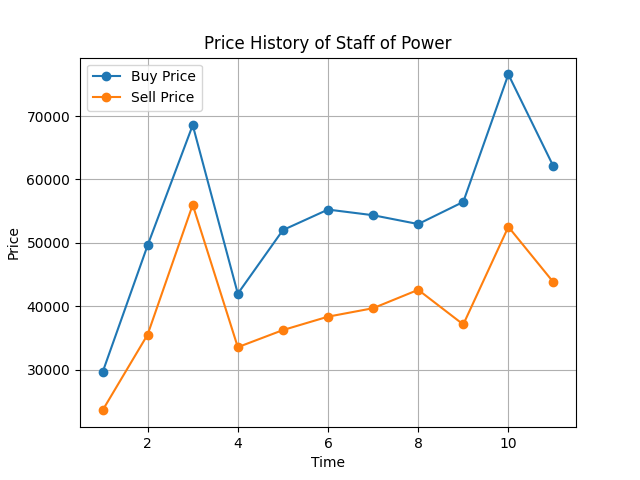 Price History of Staff of Power
Buy Price
Sell Price
Price
70000
60000
50000
40000
30000
2 4 6 8 10
Time